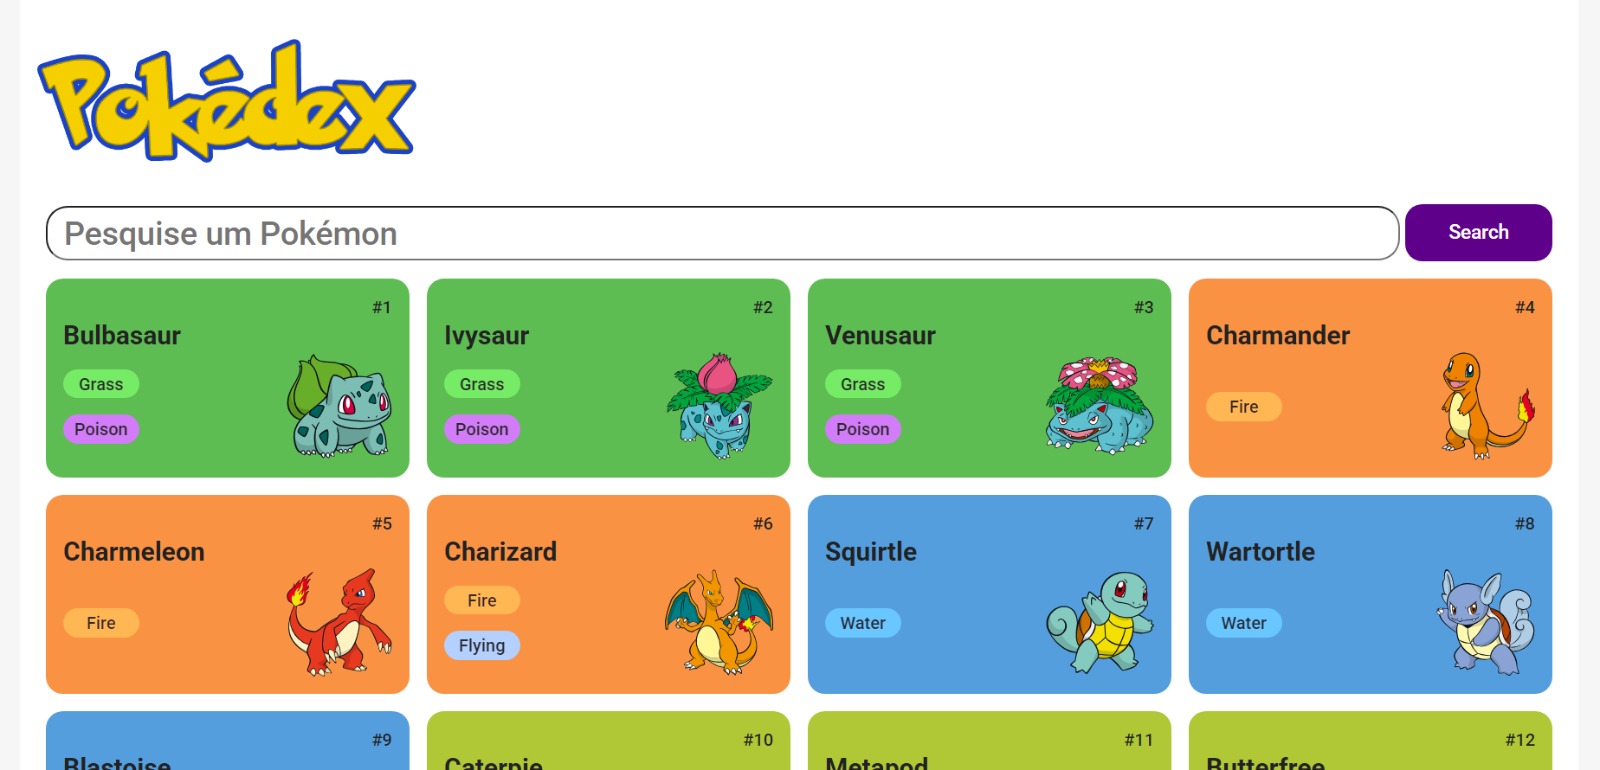 Pokédex
Pesquise um Pokémon
Search
#1
Bulbasaur
Grass
Poison
#2
Ivysaur
Grass
Poison
#3
Venusaur
Grass
Poison
#4
Charmander
Fire
#5
Charmeleon
Fire
#6
Charizard
Fire
Flying
#7
Squirtle
Water
#8
Wartortle
Water
#9
Blastoise
#10
Caterpie
#11
Metapod
#12
Butterfree